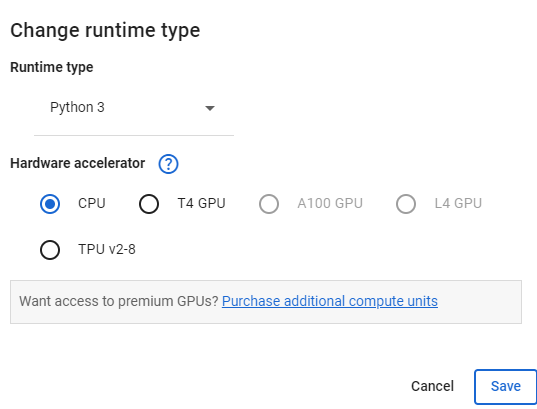 Change runtime type
Runtime type
Python 3
Hardware accelerator ?
CPU T4 GPU A100 GPU L4 GPU
TPU v2-8
Want access to premium GPUs? Purchase additional compute units
Cancel Save